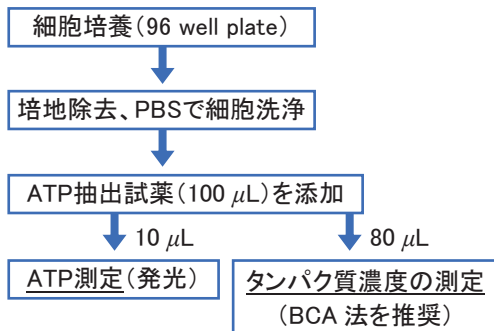 細胞培養(96 well plate)
培地除去、PBSで細胞洗浄
ATP抽出試薬(100 μL)を添加
10 μL
80 μL
ATP測定(発光)
タンパク質濃度の測定
(BCA 法を推奨)